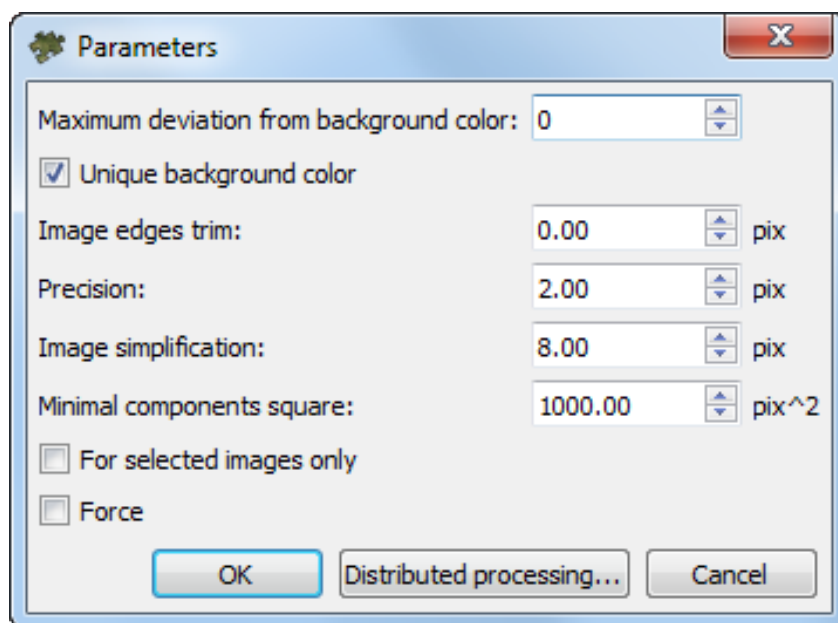 Parameters
Maximum deviation from background color: 0
Unique background color
Image edges trim: 0.00 pix
Precision: 2.00 pix
Image simplification: 8.00 pix
Minimal components square: 1000.00 pix^2
For selected images only
Force
OK Distributed processing... Cancel